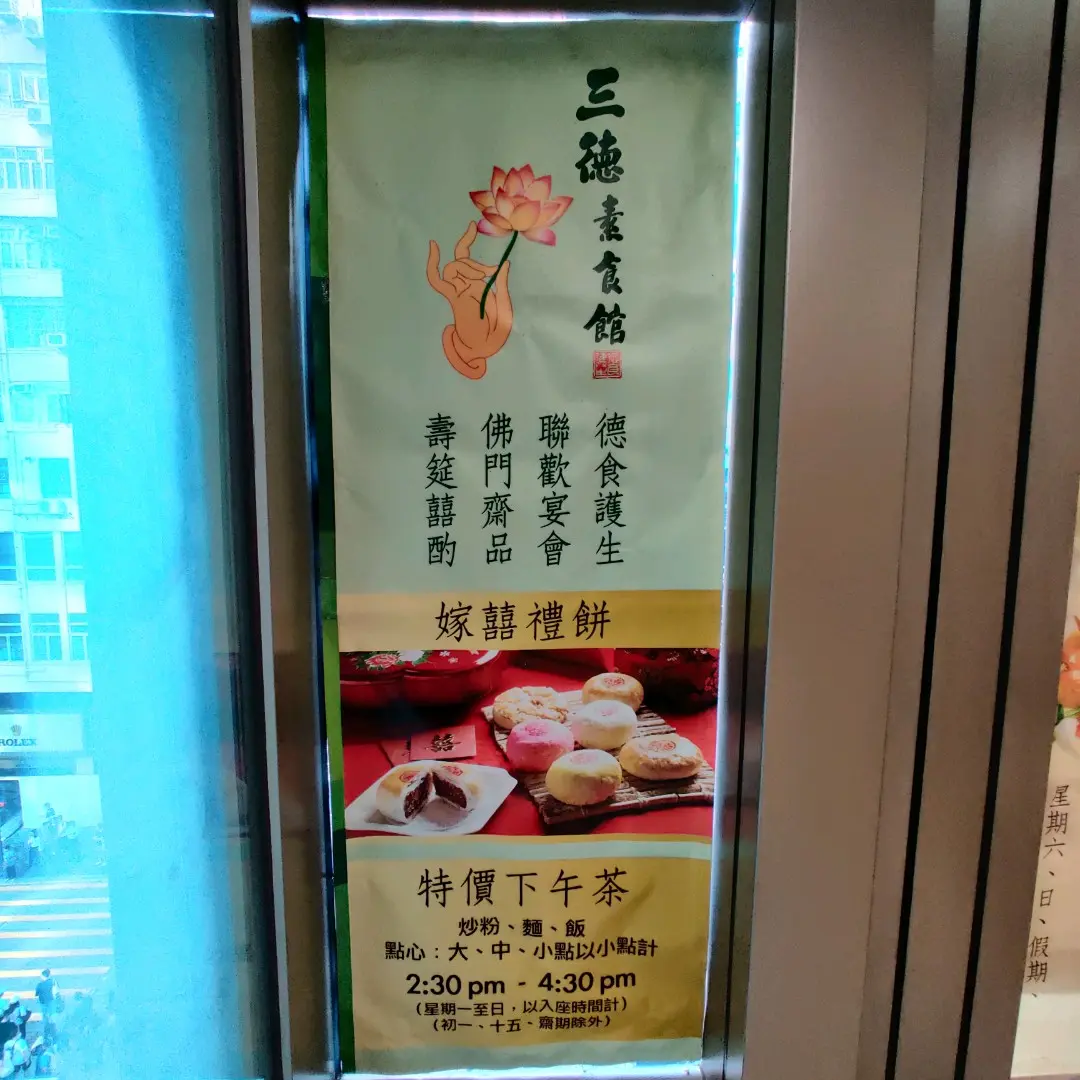 三德素食館
德食護生
聯歡宴會
佛門齋品
壽筵囍酌
嫁囍禮餅
囍
特價下午茶
炒粉、麵、飯
點心：大、中、小點以小點計
2:30 pm - 4:30 pm
（星期一至日，以入座時間計）
（初一、十五、齋期除外）
ROLEX
星期六、日、假期、